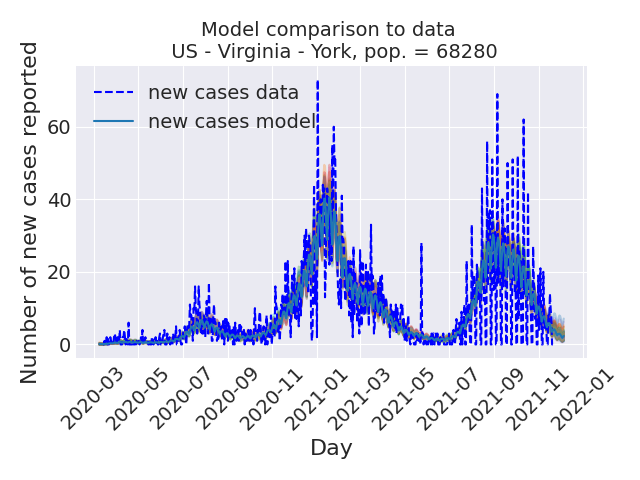 Model comparison to data
US - Virginia - York, pop. = 68280
Number of new cases reported
new cases data
new cases model
60
40
20
0
2020-03
2020-05
2020-07
2020-09
2020-11
2021-01
2021-03
2021-05
2021-07
2021-09
2021-11
2022-01
Day